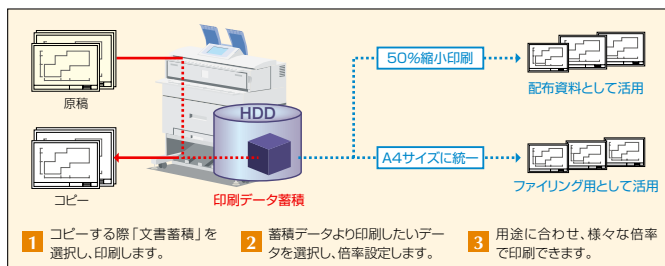 原稿
コピー
HDD
印刷データ蓄積
50%縮小印刷
配布資料として活用
A4サイズに統一
ファイリング用として活用
1 コピーする際「文書蓄積」を
選択し、印刷します。
2 蓄積データより印刷したいデー
タを選択し、倍率設定します。
3 用途に合わせ、様々な倍率
で印刷できます。